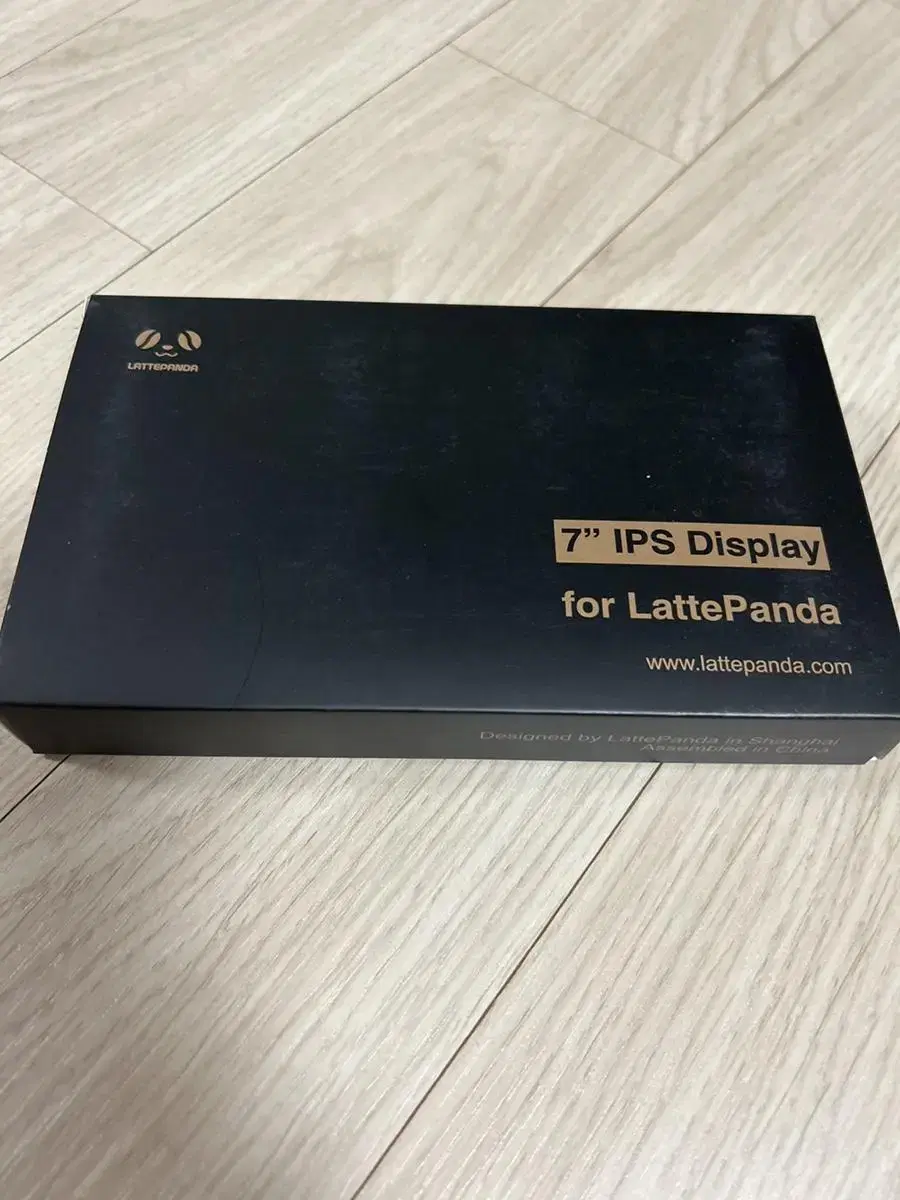 LATTEPANDA
7” IPS Display
for LattePanda
www.lattepanda.com
Designed by LattePanda in Shanghai
Assembled in China